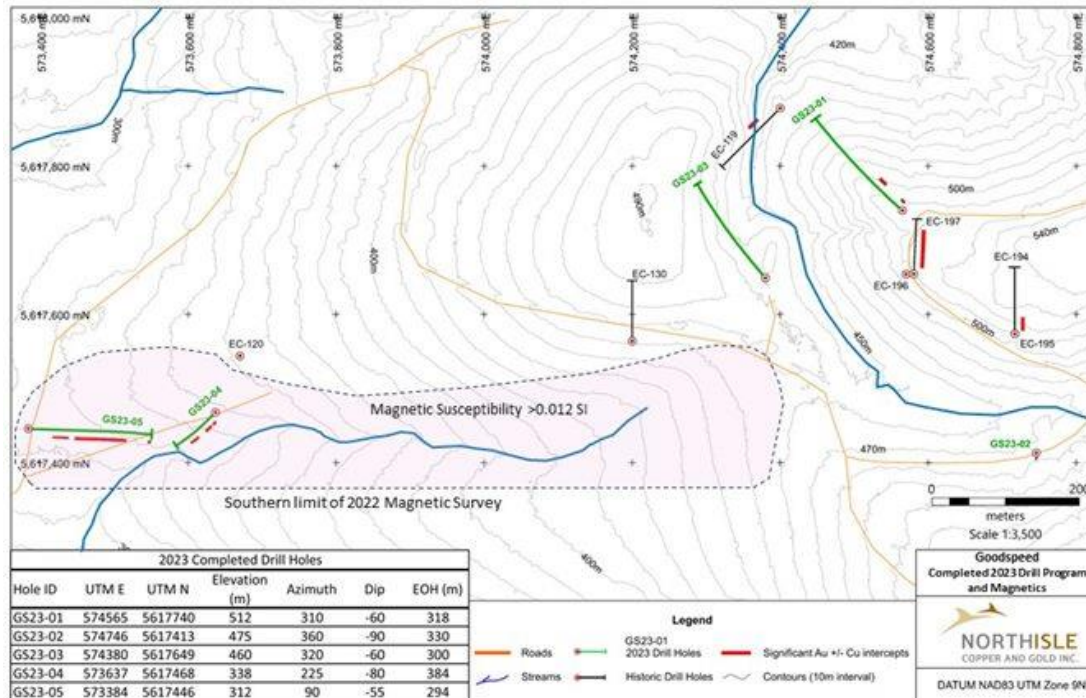 5,618,000 mN
573,400 mE
573,600 mE
573,800 mE
574,000 mE
574,200 mE
574,400 mE
574,600 mE
574,800 mE
420m
300m
GS23-01
EC-119
5,617,800 mN
GS23-03
500m
490m
EC-197
540m
400m
EC-194
EC-130
EC-196
5,617,600 mN
500m
450m
EC-195
EC-120
GS23-04
Magnetic Susceptibility >0.012 SI
GS23-05
GS23-02
470m
5,617,400 mN
0 200
meters
Scale 1:3,500
Southern limit of 2022 Magnetic Survey
400m
2023 Completed Drill Holes
Hole ID UTM E UTM N Elevation (m) Azimuth Dip EOH (m)
GS23-01 574565 5617740 512 310 -60 318
GS23-02 574746 5617413 475 360 -90 330
GS23-03 574380 5617649 460 320 -60 300
GS23-04 573637 5617468 338 225 -80 384
GS23-05 573384 5617446 312 90 -55 294
Legend
Roads
GS23-01
2023 Drill Holes
Significant Au +/- Cu intercepts
Streams
Historic Drill Holes
Contours (10m interval)
Goodspeed
Completed 2023 Drill Program
and Magnetics
NORTHISLE
COPPER AND GOLD INC.
DATUM NAD83 UTM Zone 9N